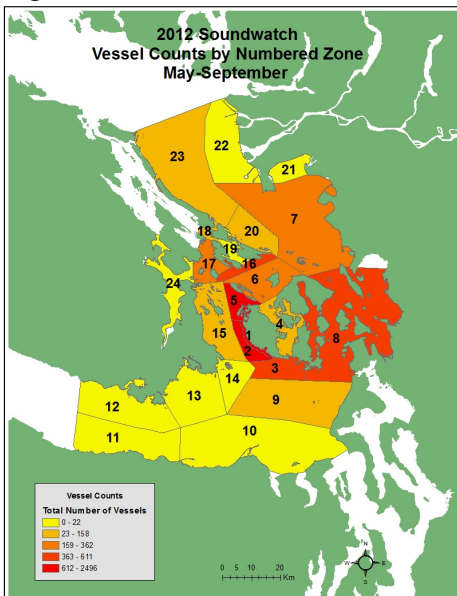 2012 Soundwatch
Vessel Counts by Numbered Zone
May-September
22
23
21
7
18
20
19
17
16
6
24
5
4
15
1
8
2
3
14
13
12
9
10
11
Vessel Counts
Total Number of Vessels
0 - 22
23 - 158
159 - 362
363 - 611
612 - 2496
0 5 10 20
Km
N
W E
S